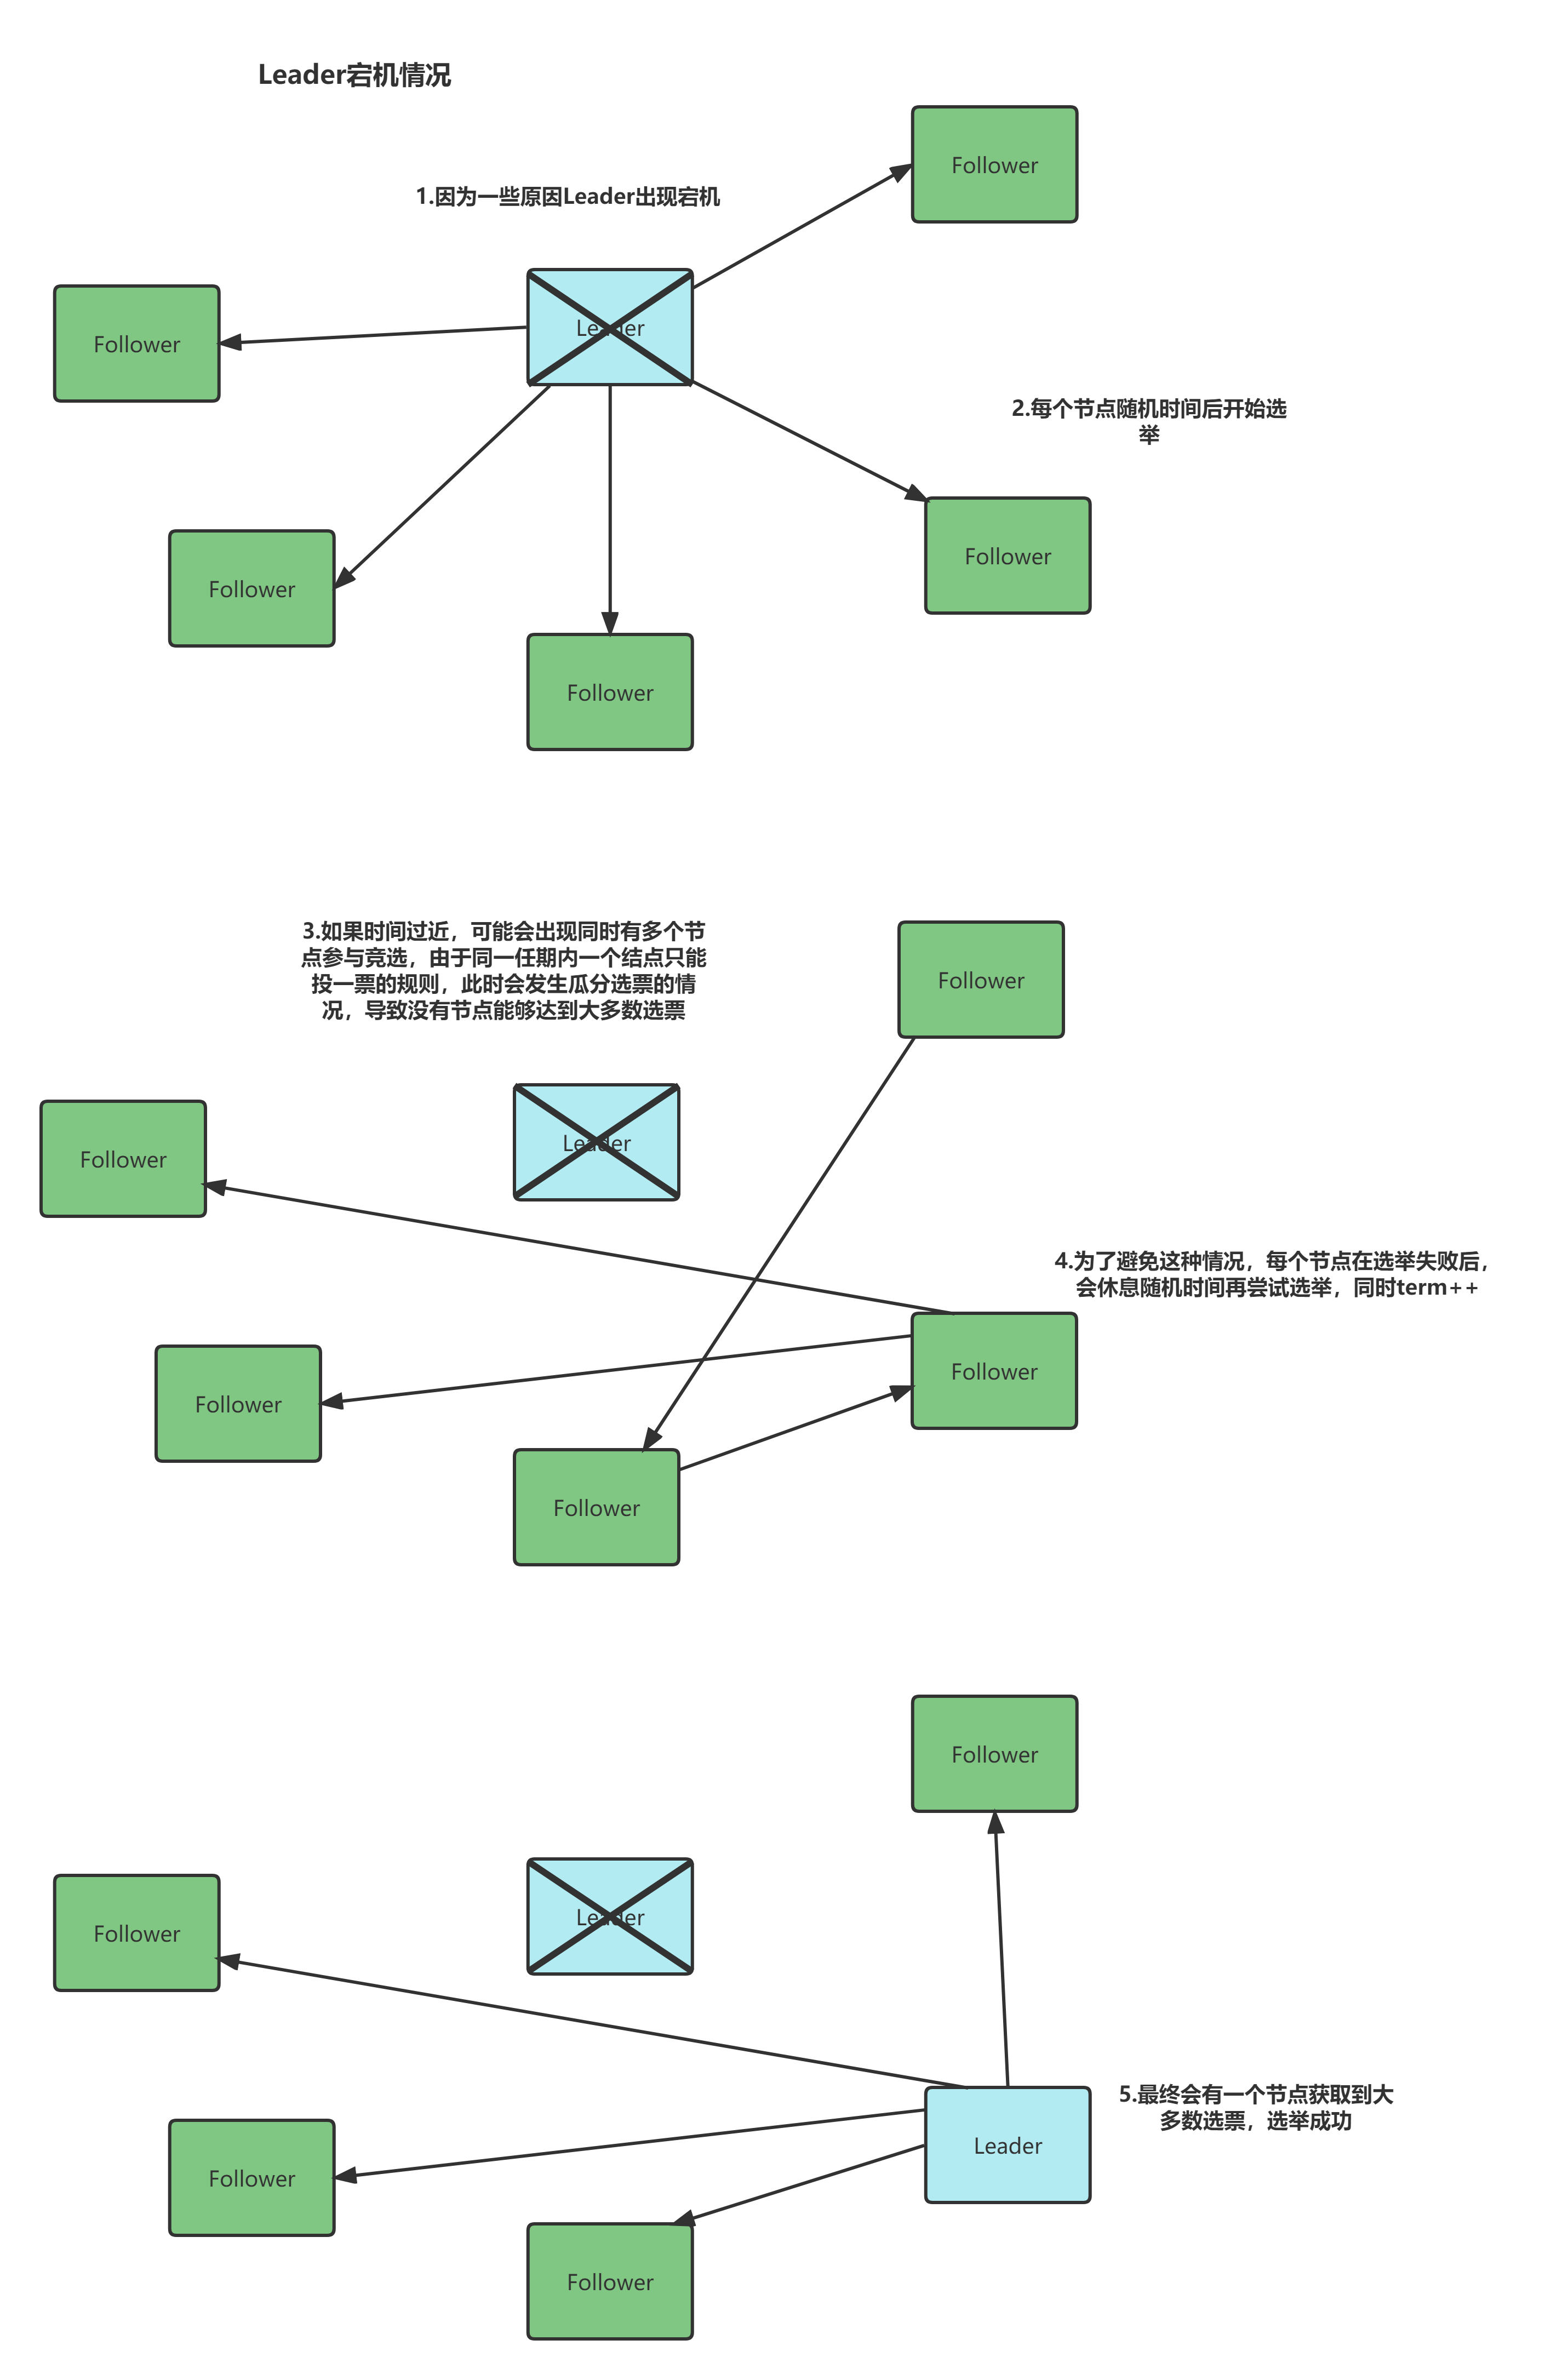 Leader宕机情况
Follower
1.因为一些原因Leader出现宕机
Leader
Follower
2.每个节点随机时间后开始选
举
Follower
Follower
Follower
3.如果时间过近，可能会出现同时有多个节
点参与竞选，由于同一任期内一个结点只能
投一票的规则，此时会发生瓜分选票的情
况，导致没有节点能够达到大多数选票
Follower
Leader
Follower
4.为了避免这种情况，每个节点在选举失败后，
会休息随机时间再尝试选举，同时term++
Follower
Follower
Follower
Follower
Leader
Follower
5.最终会有一个节点获取到大
多数选票，选举成功
Leader
Follower
Follower